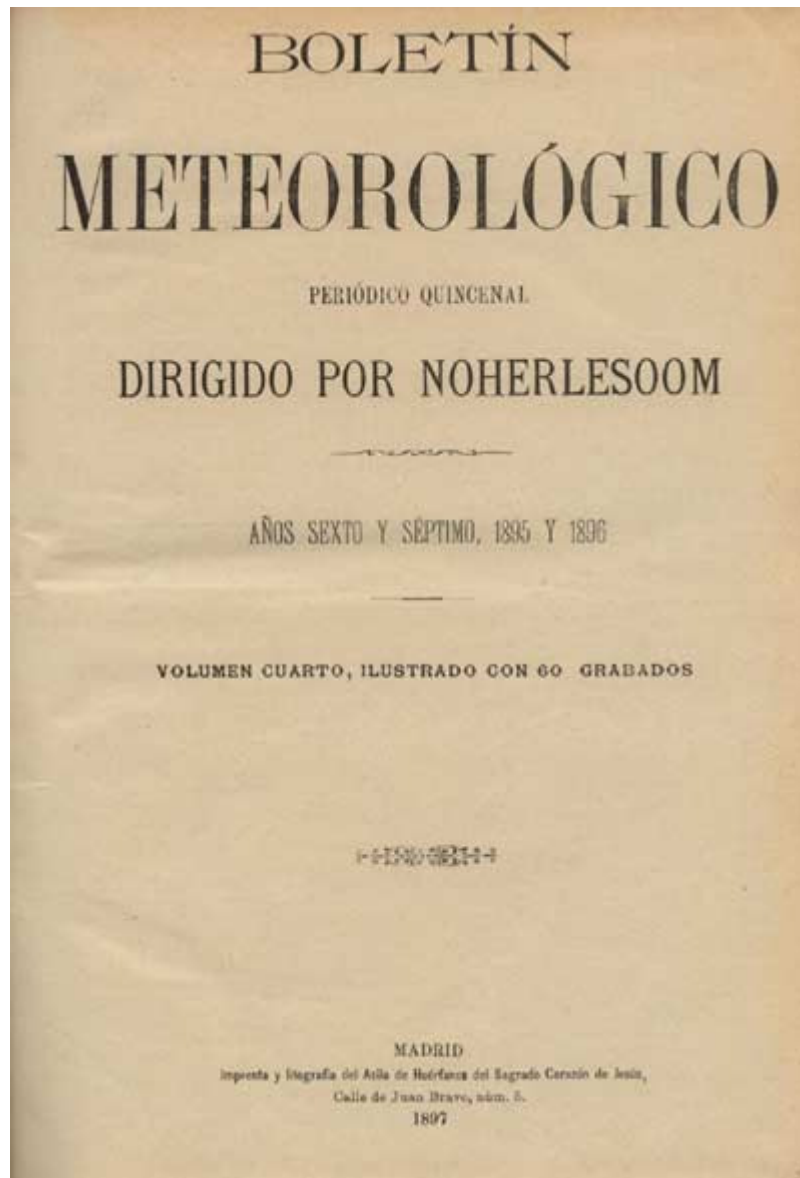 BOLETÍN
METEOROLÓGICO
PERIÓDICO QUINCENAL
DIRIGIDO POR NOHERLESOOM
AÑOS SEXTO Y SÉPTIMO, 1895 Y 1896
VOLUMEN CUARTO, ILUSTRADO CON 60 GRABADOS
MADRID
Imprenta y litografía del Asilo de Huérfanos del Sagrado Corazón de Jesús,
Calle de Juan Bravo, núm. 5.
1897